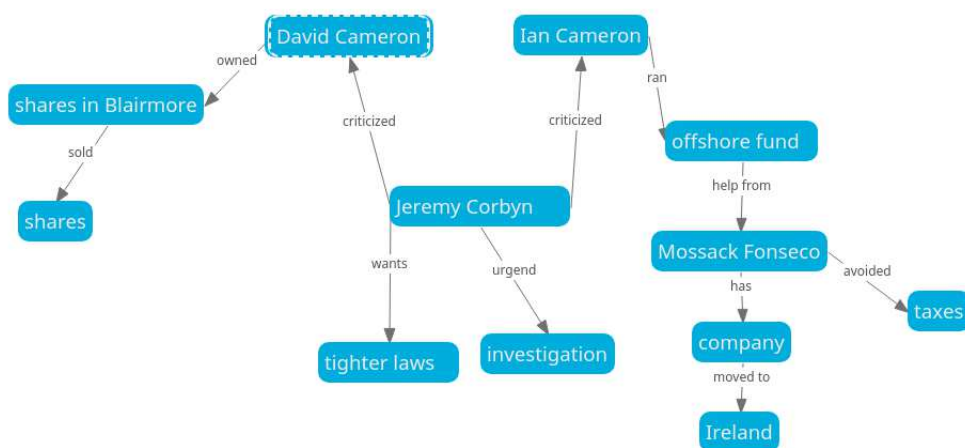 David Cameron
Ian Cameron
owned
ran
shares in Blairmore
criticized
criticized
offshore fund
sold
help from
shares
Jeremy Corbyn
Mossack Fonseco
wants
urgend
avoided
has
taxes
tighter laws
investigation
company
moved to
Ireland